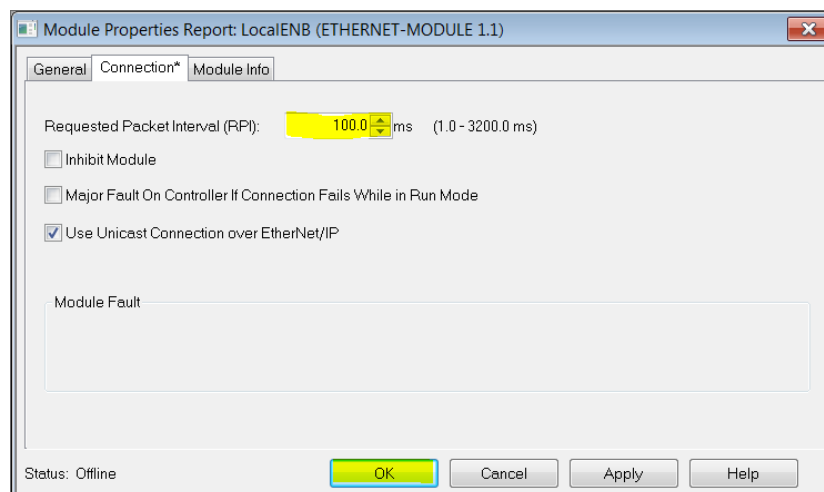 Module Properties Report: LocalENB (ETHERNET-MODULE 1.1)
General Connection* Module Info
Requested Packet Interval (RPI): 100.0 ms (1.0 - 3200.0 ms)
Inhibit Module
Major Fault On Controller If Connection Fails While in Run Mode
Use Unicast Connection over EtherNet/IP
Module Fault
Status: Offline OK Cancel Apply Help